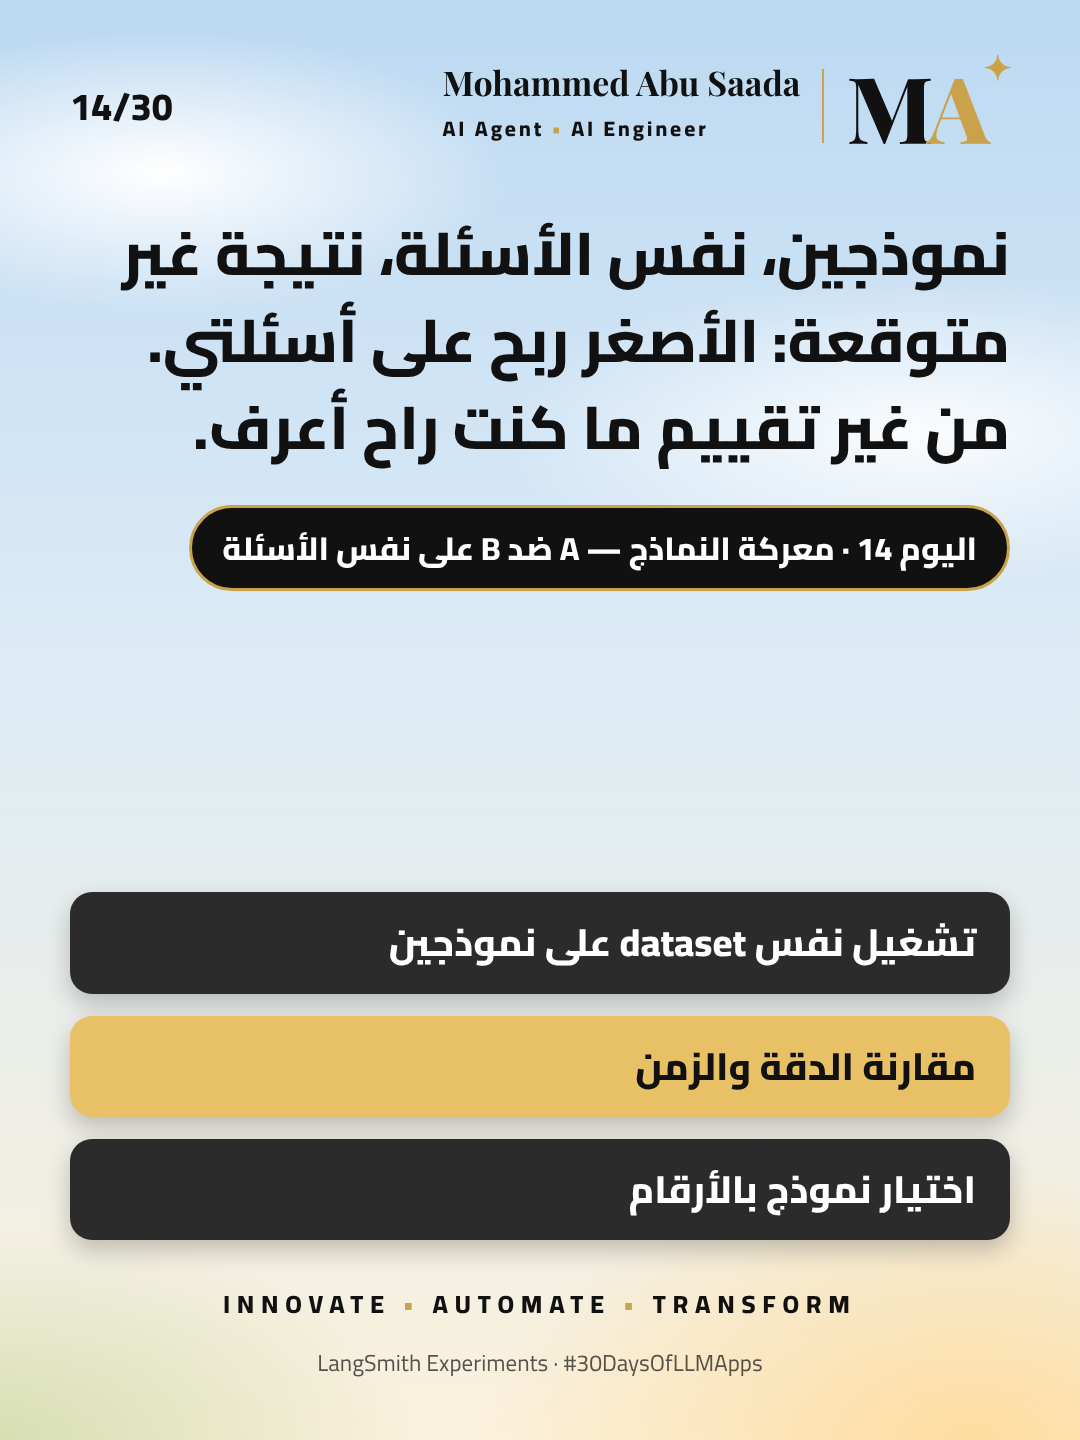 14/30
Mohammed Abu Saada
AI Agent ▪ AI Engineer
MA
نموذجين، نفس الأسئلة، نتيجة غير
متوقعة: الأصغر ربح على أسئلتي.
من غير تقييم ما كنت راح أعرف.
اليوم 14 · معركة النماذج — A ضد B على نفس الأسئلة
تشغيل نفس dataset على نموذجين
مقارنة الدقة والزمن
اختيار نموذج بالأرقام
INNOVATE ▪ AUTOMATE ▪ TRANSFORM
LangSmith Experiments · #30DaysOfLLMApps